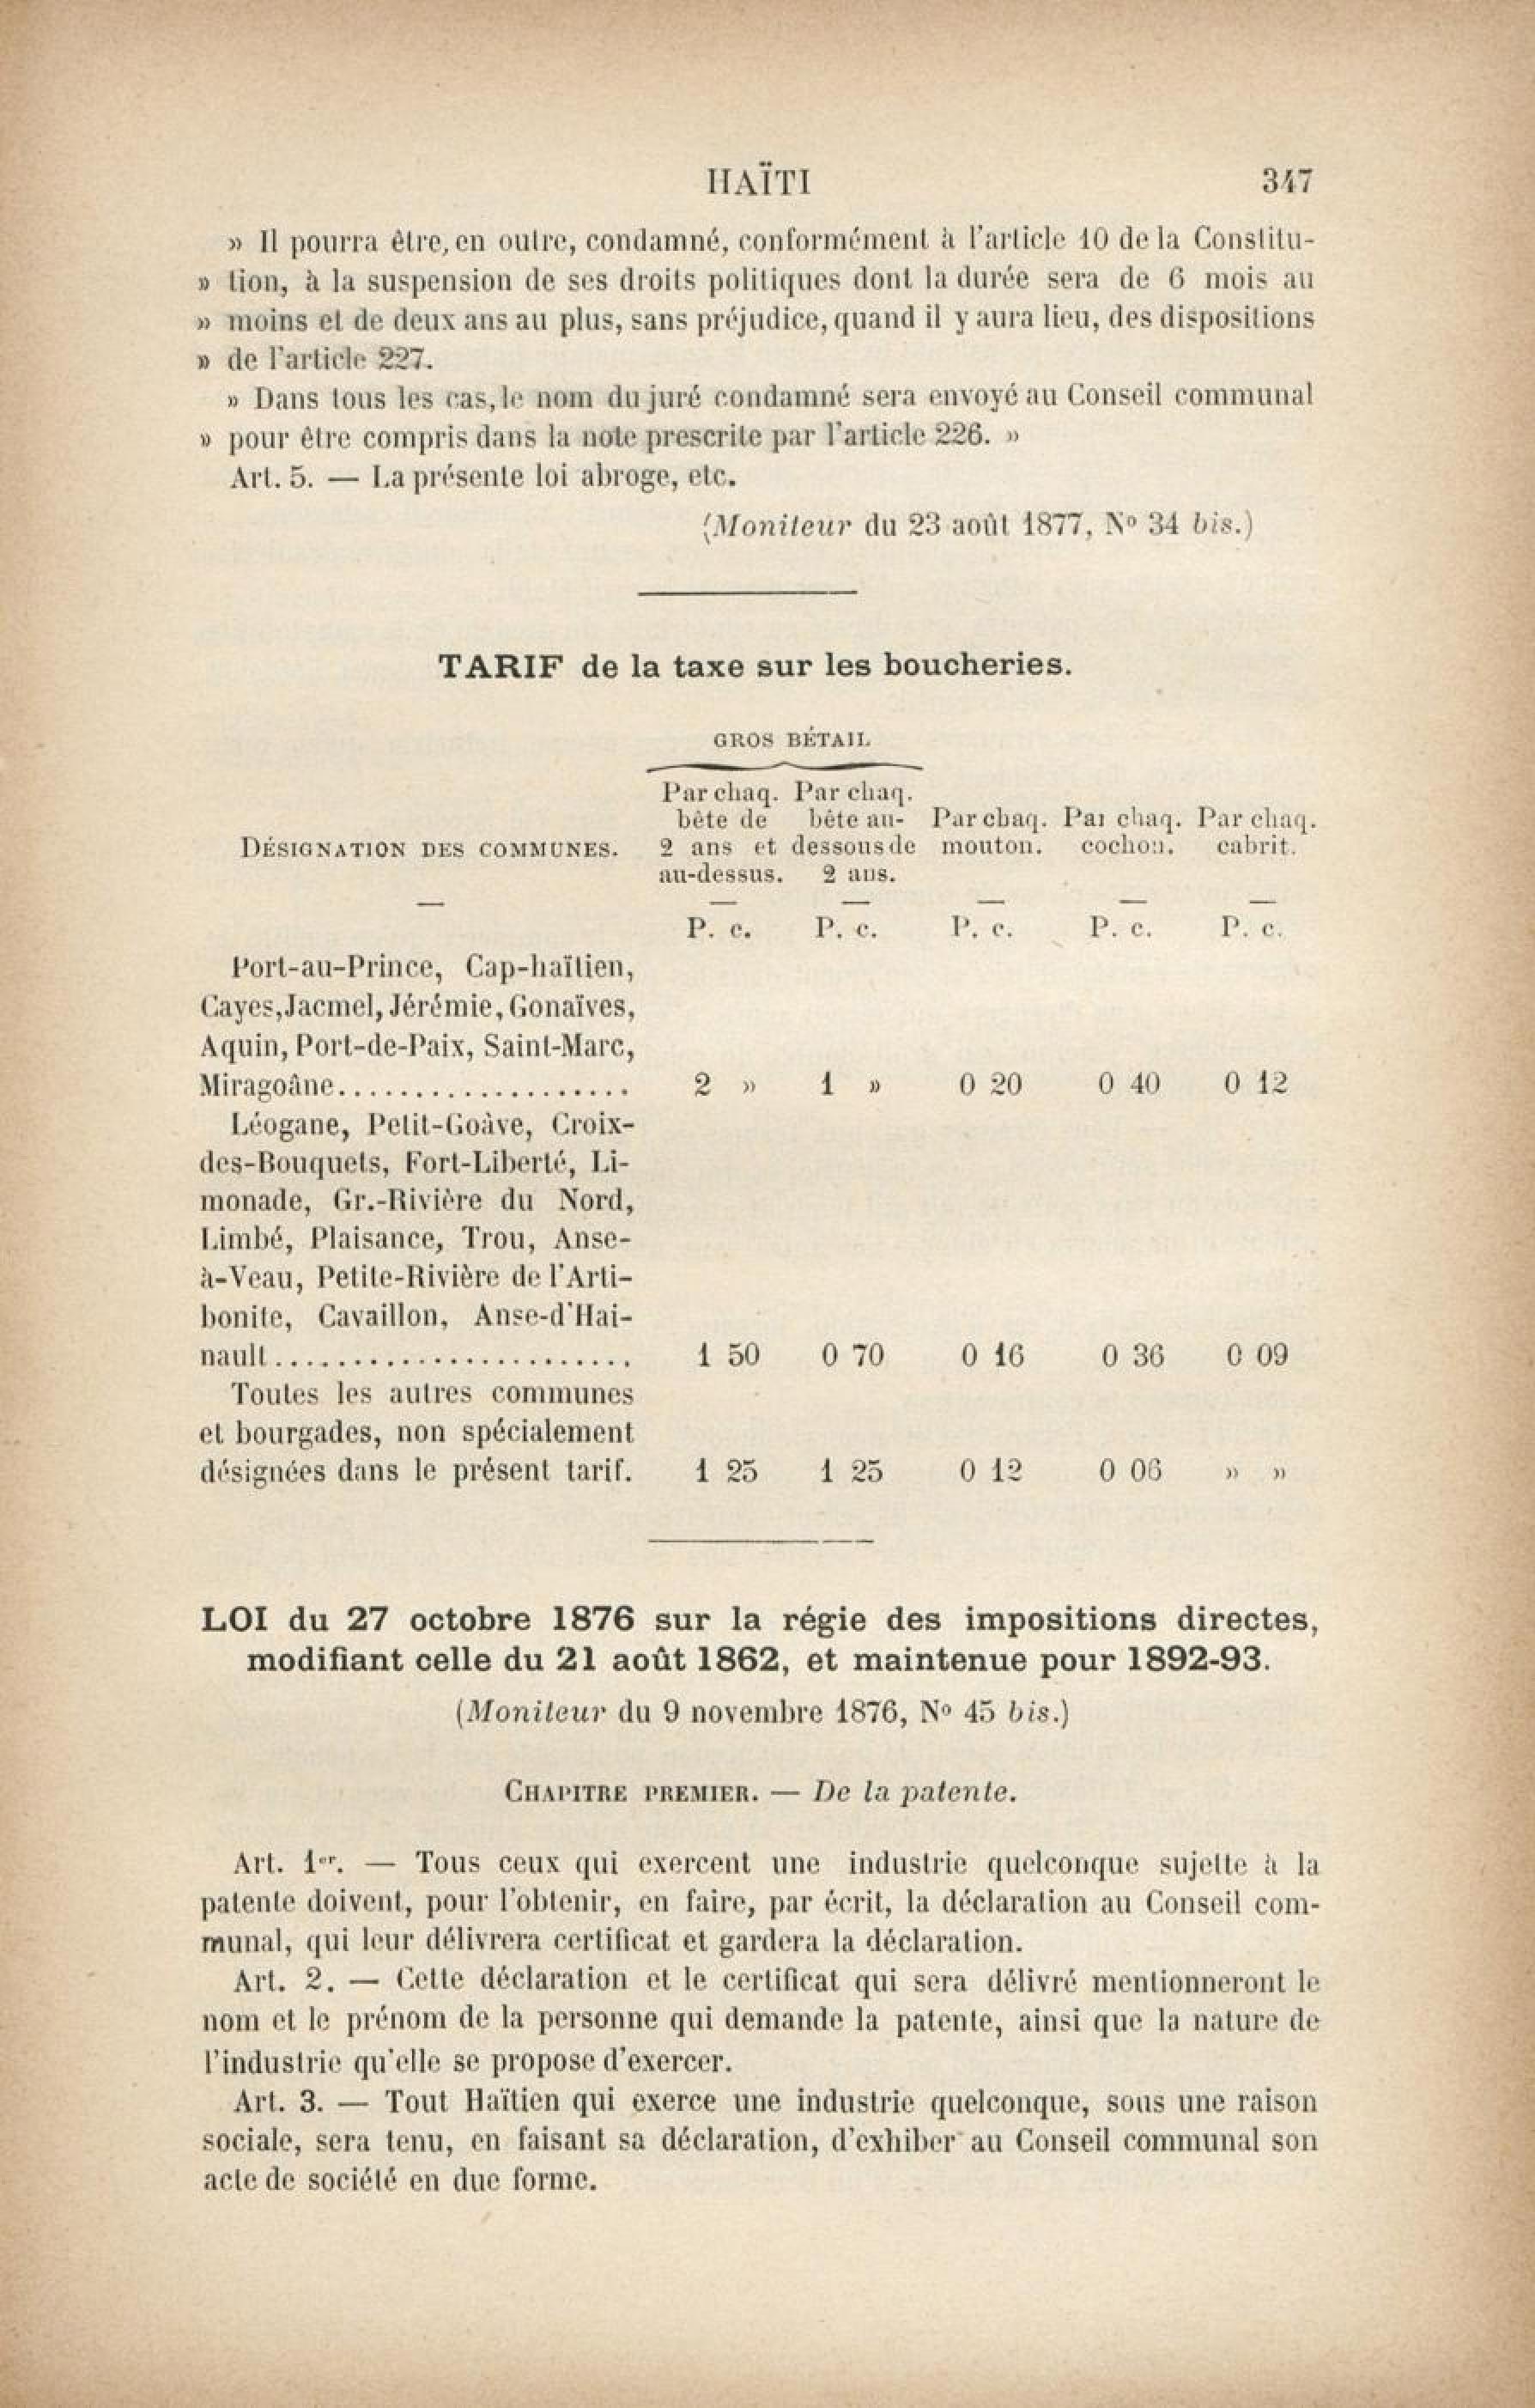 HAÏTI 347
» Il pourra être, en outre, condamné, conformément à l'article 10 de la Constitu-
» tion, à la suspension de ses droits politiques dont la durée sera de 6 mois au
» moins et de deux ans au plus, sans préjudice, quand il y aura lieu, des dispositions
» de l'article 227.
» Dans tous les cas, le nom du juré condamné sera envoyé au Conseil communal
» pour être compris dans la note prescrite par l'article 226. »
Art. 5. — La présente loi abroge, etc.
(Moniteur du 23 août 1877, Nº 34 bis.)
TARIF de la taxe sur les boucheries.
GROS BÉTAIL
Par chaq. Par chaq.
bête de bête au- Par chaq. Par chaq. Par chaq.
DÉSIGNATION DES COMMUNES. 2 ans et dessous de mouton. cochon. cabrit.
au-dessus. 2 ans.
— — — — — —
P. c. P. c. P. c. P. c. P. c.
Port-au-Prince, Cap-haïtien,
Cayes, Jacmel, Jérémie, Gonaïves,
Aquin, Port-de-Paix, Saint-Marc,
Miragoâne................... 2 » 1 » 0 20 0 40 0 12
Léogane, Petit-Goàve, Croix-
des-Bouquets, Fort-Liberté, Li-
monade, Gr.-Rivière du Nord,
Limbé, Plaisance, Trou, Anse-
à-Veau, Petite-Rivière de l'Arti-
bonite, Cavaillon, Anse-d'Hai-
nault....................... 1 50 0 70 0 16 0 36 0 09
Toutes les autres communes
et bourgades, non spécialement
désignées dans le présent tarif. 1 25 1 25 0 12 0 06 » »
LOI du 27 octobre 1876 sur la régie des impositions directes,
modifiant celle du 21 août 1862, et maintenue pour 1892-93.
(Moniteur du 9 novembre 1876, Nº 45 bis.)
CHAPITRE PREMIER. — De la patente.
Art. 1er. — Tous ceux qui exercent une industrie quelconque sujette à la
patente doivent, pour l'obtenir, en faire, par écrit, la déclaration au Conseil com-
munal, qui leur délivrera certificat et gardera la déclaration.
Art. 2. — Cette déclaration et le certificat qui sera délivré mentionneront le
nom et le prénom de la personne qui demande la patente, ainsi que la nature de
l'industrie qu'elle se propose d'exercer.
Art. 3. — Tout Haïtien qui exerce une industrie quelconque, sous une raison
sociale, sera tenu, en faisant sa déclaration, d'exhiber au Conseil communal son
acte de société en due forme.